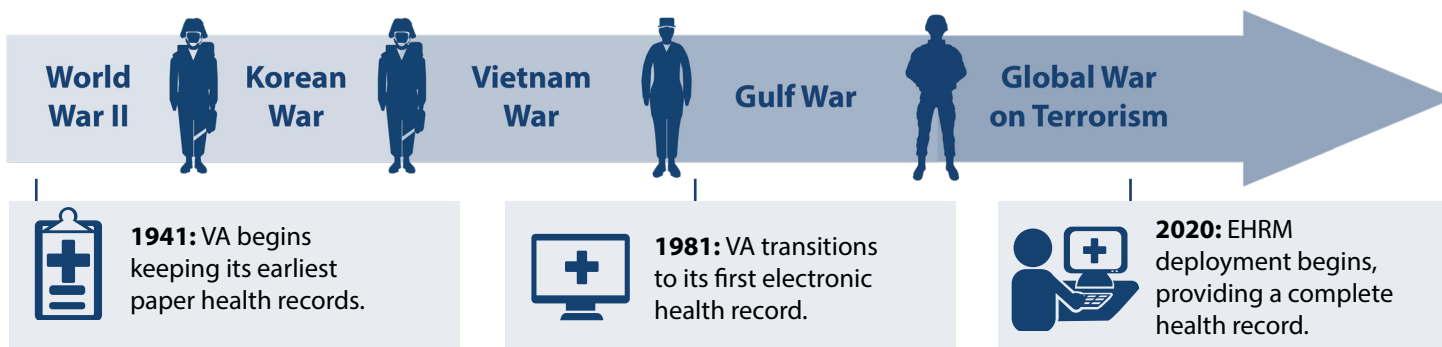 World
War II
Korean
War
Vietnam
War
Gulf War
Global War
on Terrorism
1941: VA begins
keeping its earliest
paper health records.
1981: VA transitions
to its first electronic
health record.
2020: EHRM
deployment begins,
providing a complete
health record.